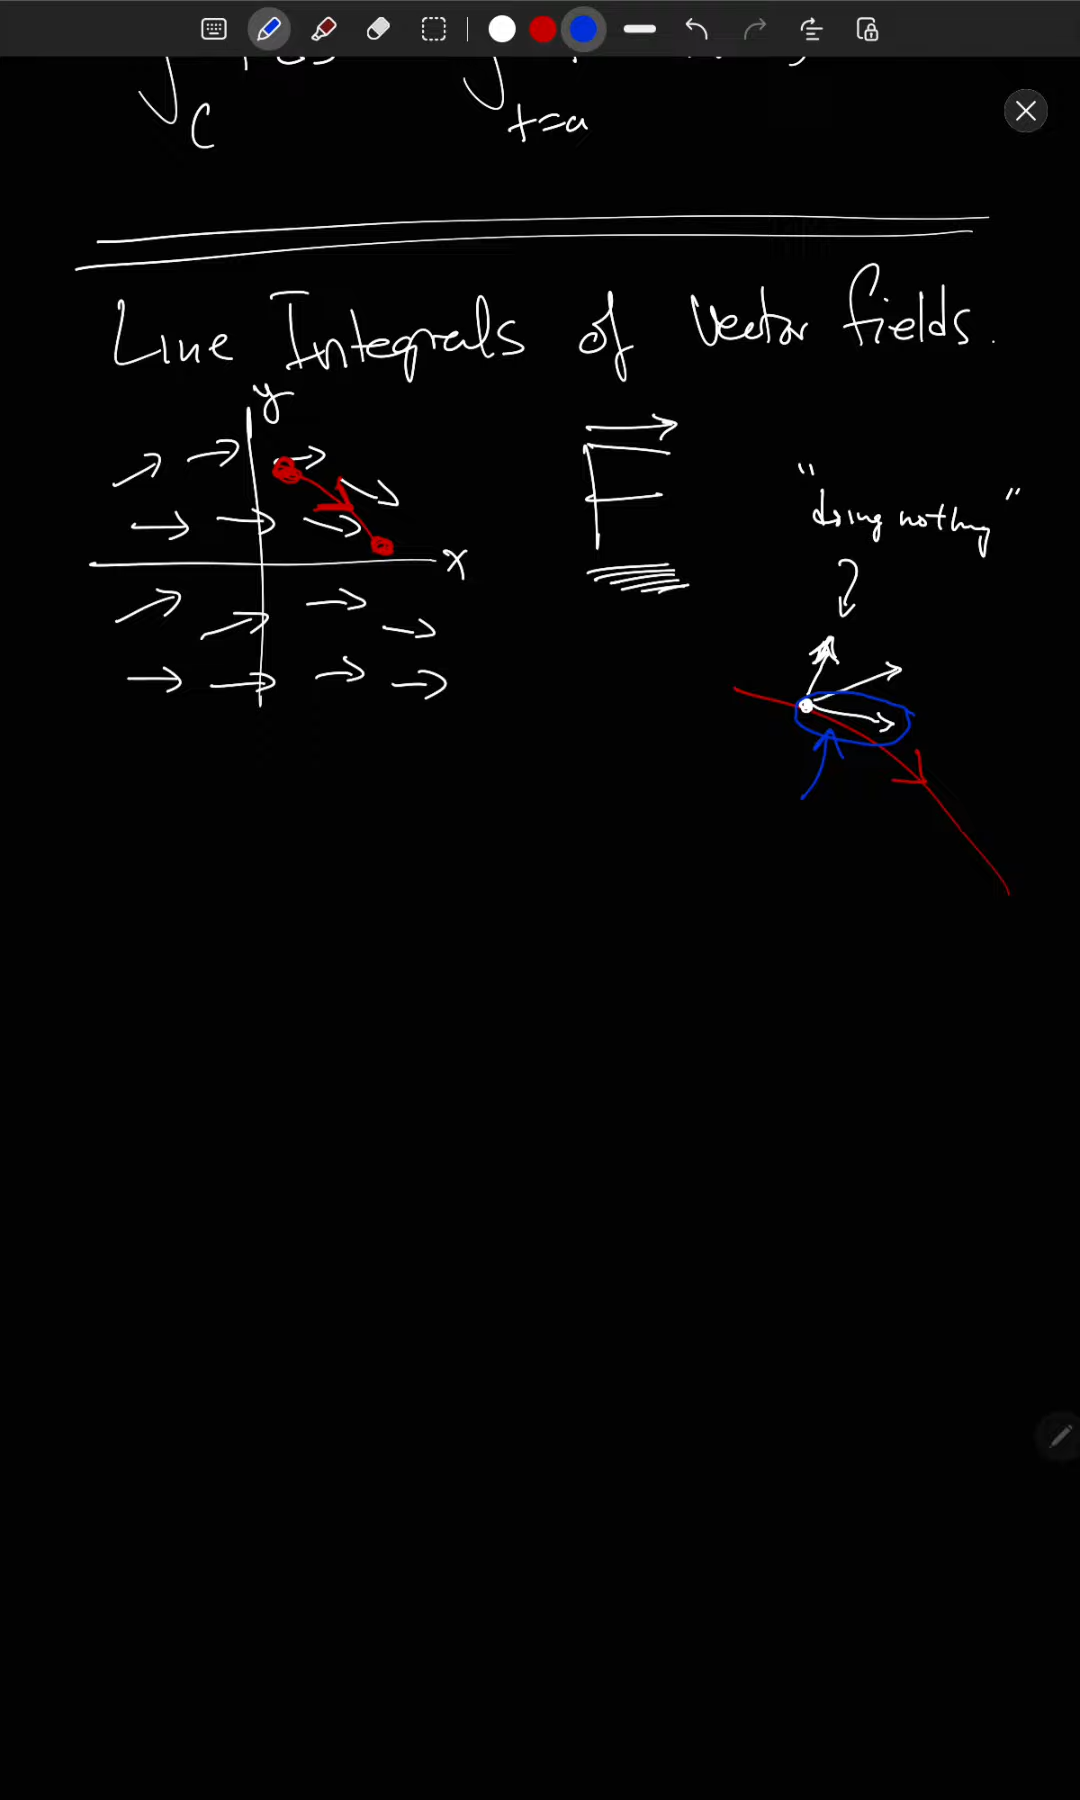 C
t=a
Line Integrals of Vector fields.
y
F
"doing nothing"
x